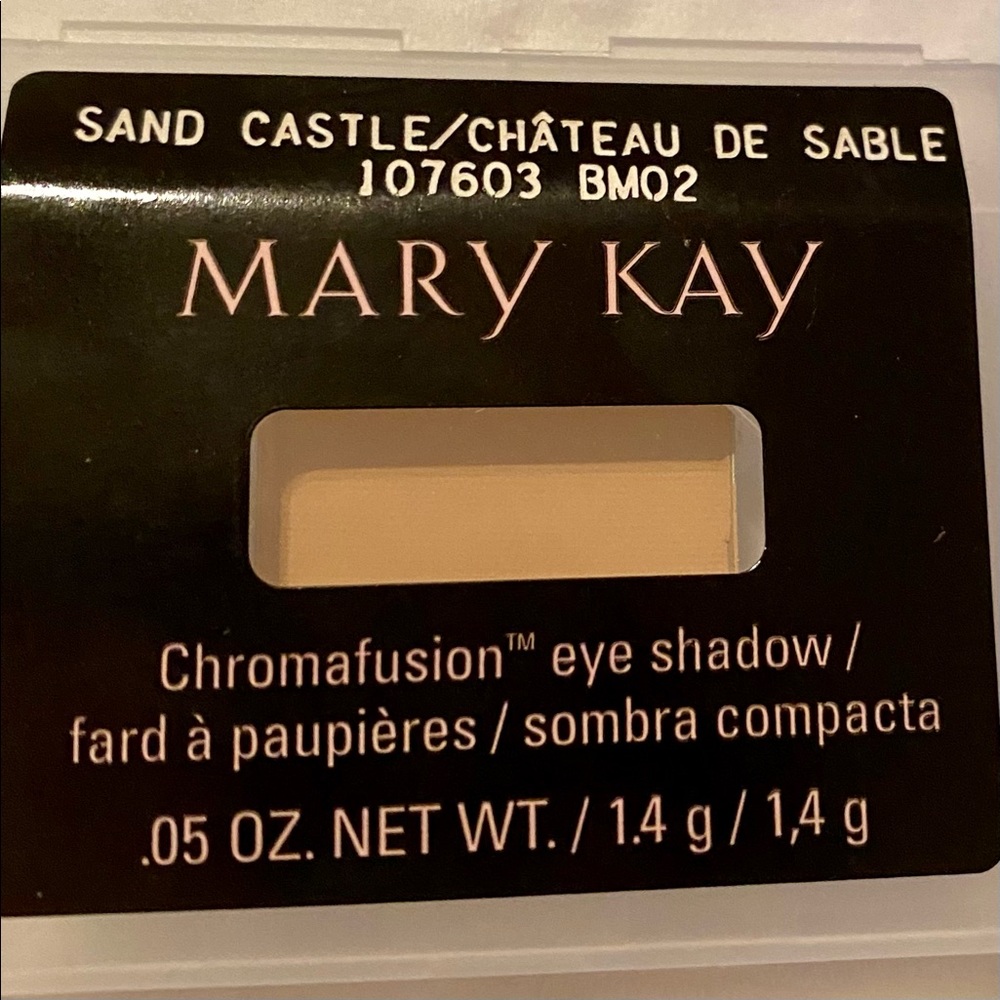 SAND CASTLE/CHÂTEAU DE SABLE
107603 BM02
MARY KAY
Chromafusion™ eye shadow /
fard à paupières / sombra compacta
.05 OZ. NET WT. / 1.4 g / 1,4 g